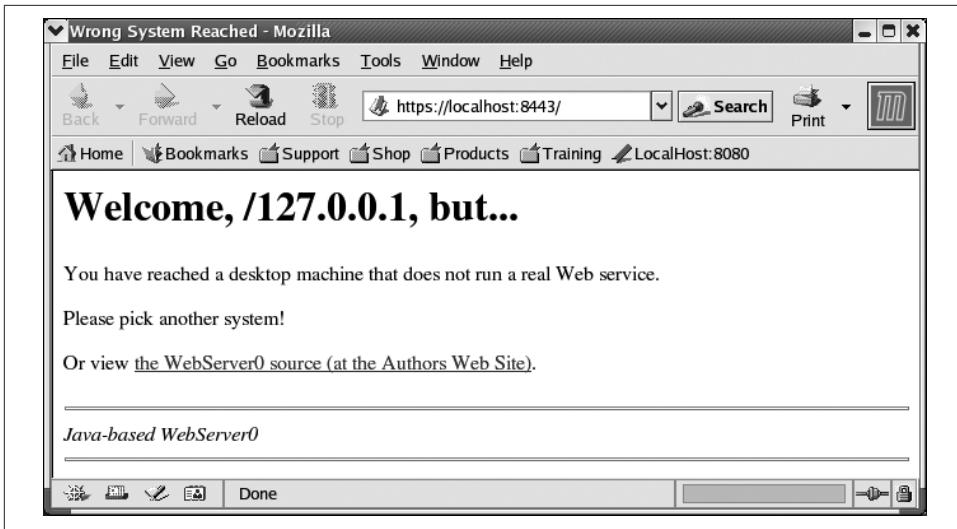 Wrong System Reached - Mozilla
File Edit View Go Bookmarks Tools Window Help
Back Forward Reload Stop https://localhost:8443/ Search Print
Home Bookmarks Support Shop Products Training LocalHost:8080
Welcome, /127.0.0.1, but...
You have reached a desktop machine that does not run a real Web service.
Please pick another system!
Or view the WebServer0 source (at the Authors Web Site).
Java-based WebServer0
Done